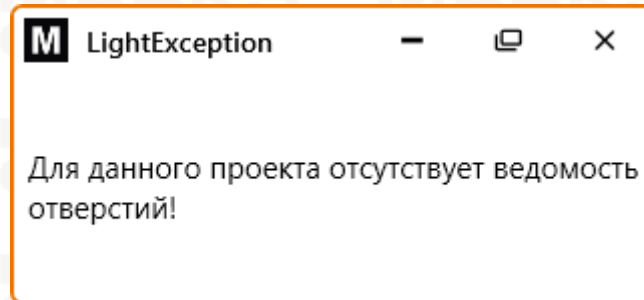 M LightException
Для данного проекта отсутствует ведомость
отверстий!